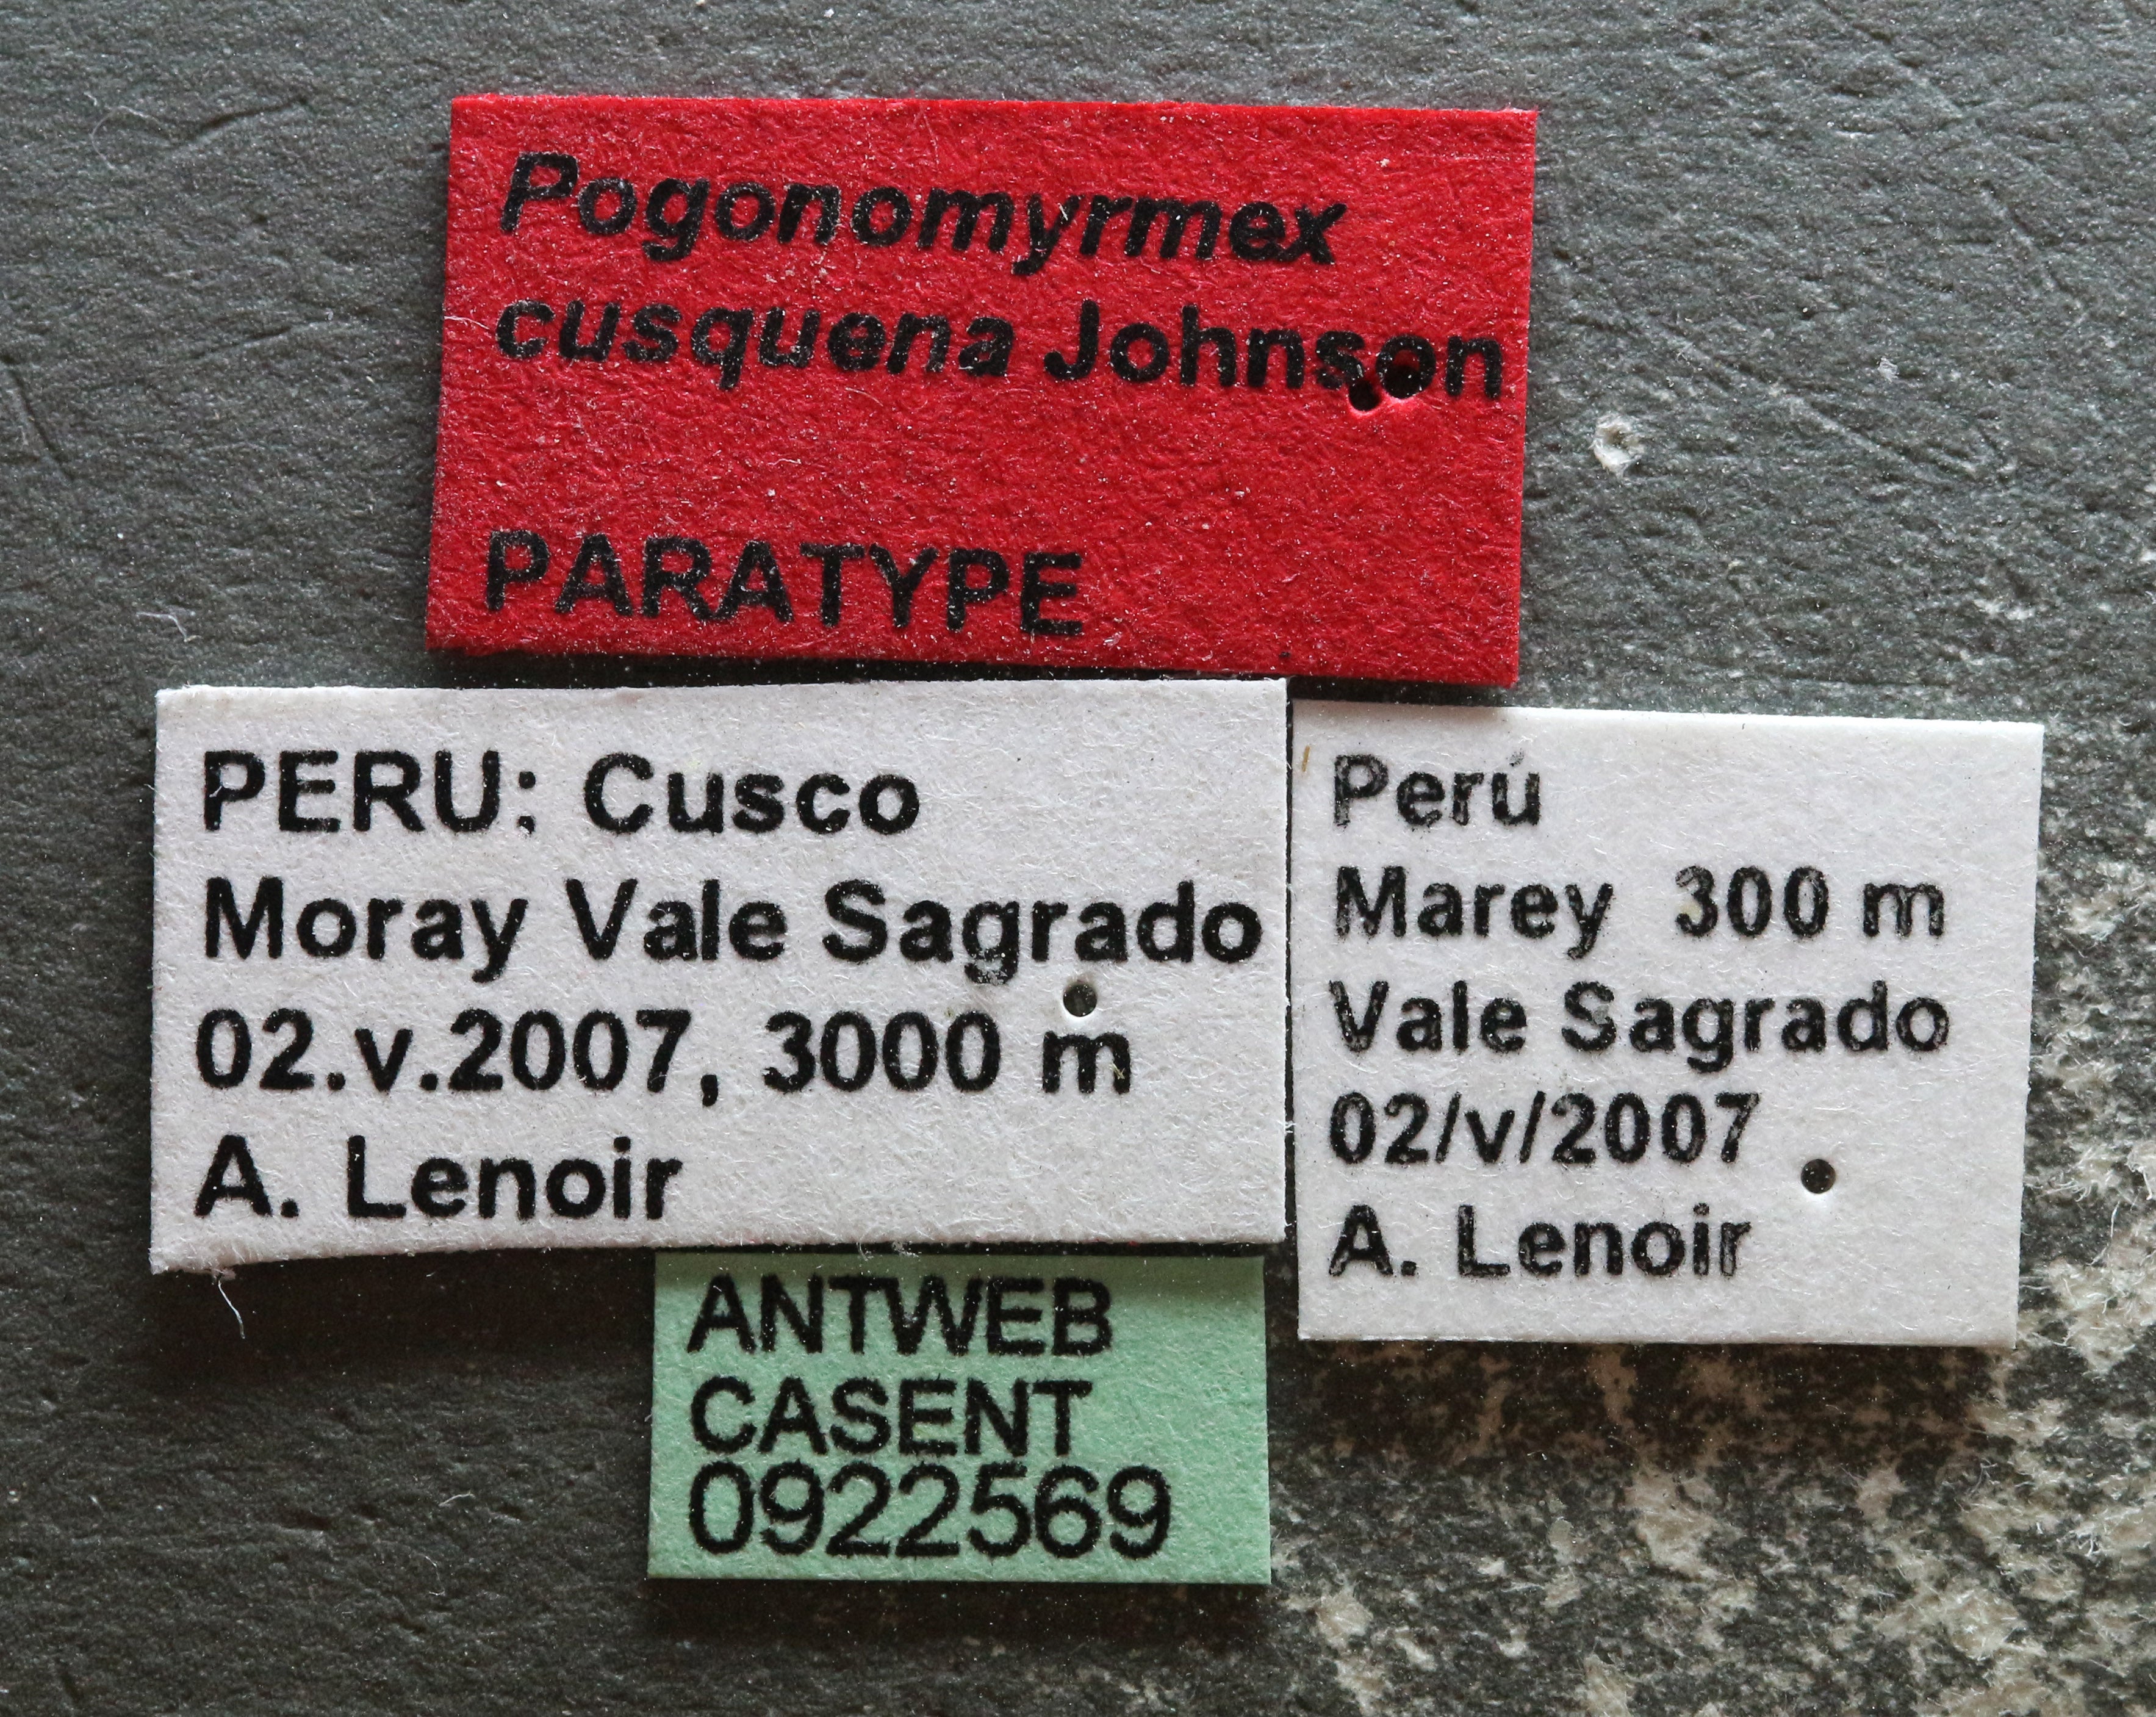 Pogonomyrmex
cusquena Johnson
PARATYPE
PERU: Cusco
Moray Vale Sagrado
02.v.2007, 3000 m
A. Lenoir
Perú
Marey 300 m
Vale Sagrado
02/v/2007
A. Lenoir
ANTWEB
CASENT
0922569